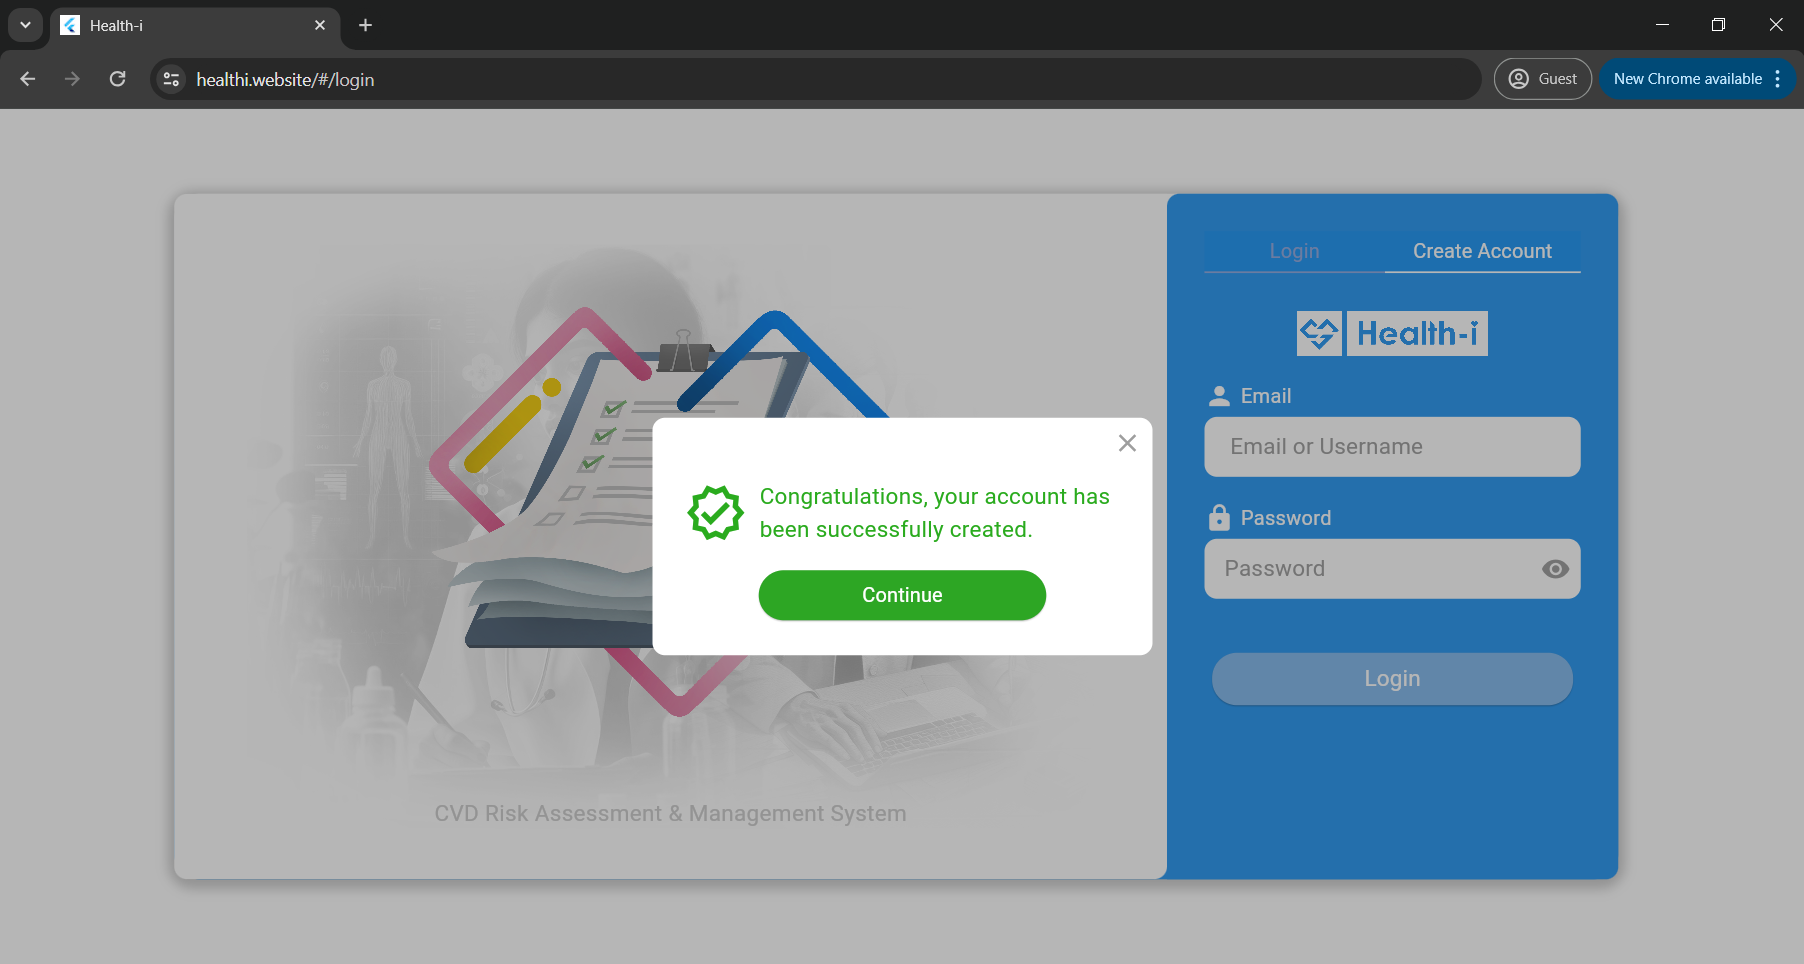 Health-i
healthi.website/#/login
Guest
New Chrome available
Login
Create Account
Health-i
Email
Email or Username
Password
Password
Login
Congratulations, your account has
been successfully created.
Continue
CVD Risk Assessment & Management System